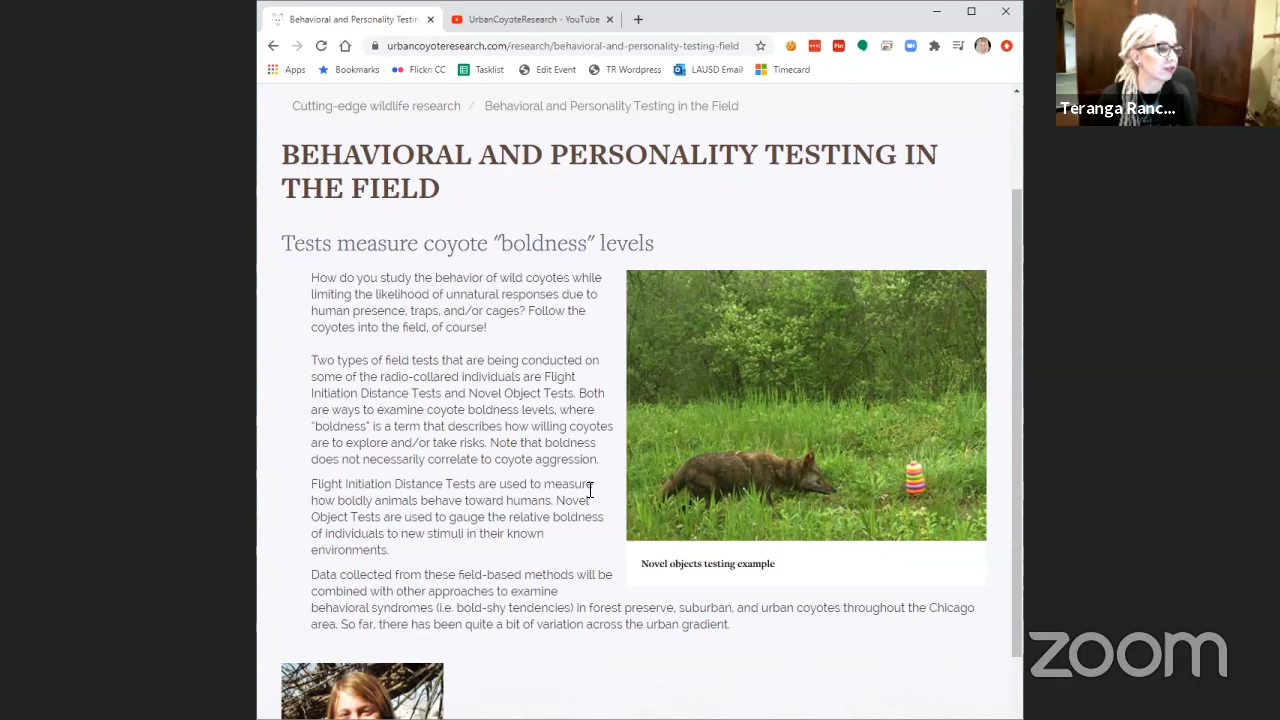 Behavioral and Personality Testin
UrbanCoyoteResearch - YouTube
urbancoyoteresearch.com/research/behavioral-and-personality-testing-field
Apps
Bookmarks
Flickr: CC
Tasklist
Edit Event
TR Wordpress
LAUSD Email
Timecard
Teranga Ranc...
Cutting-edge wildlife research / Behavioral and Personality Testing in the Field
BEHAVIORAL AND PERSONALITY TESTING IN
THE FIELD
Tests measure coyote "boldness" levels
How do you study the behavior of wild coyotes while
limiting the likelihood of unnatural responses due to
human presence, traps, and/or cages? Follow the
coyotes into the field, of course!
Two types of field tests that are being conducted on
some of the radio-collared individuals are Flight
Initiation Distance Tests and Novel Object Tests. Both
are ways to examine coyote boldness levels, where
"boldness" is a term that describes how willing coyotes
are to explore and/or take risks. Note that boldness
does not necessarily correlate to coyote aggression.
Flight Initiation Distance Tests are used to measure
how boldly animals behave toward humans. Novel
Object Tests are used to gauge the relative boldness
of individuals to new stimuli in their known
environments.
Novel objects testing example
Data collected from these field-based methods will be
combined with other approaches to examine
behavioral syndromes (i.e. bold-shy tendencies) in forest preserve, suburban, and urban coyotes throughout the Chicago
area. So far, there has been quite a bit of variation across the urban gradient.
zoom